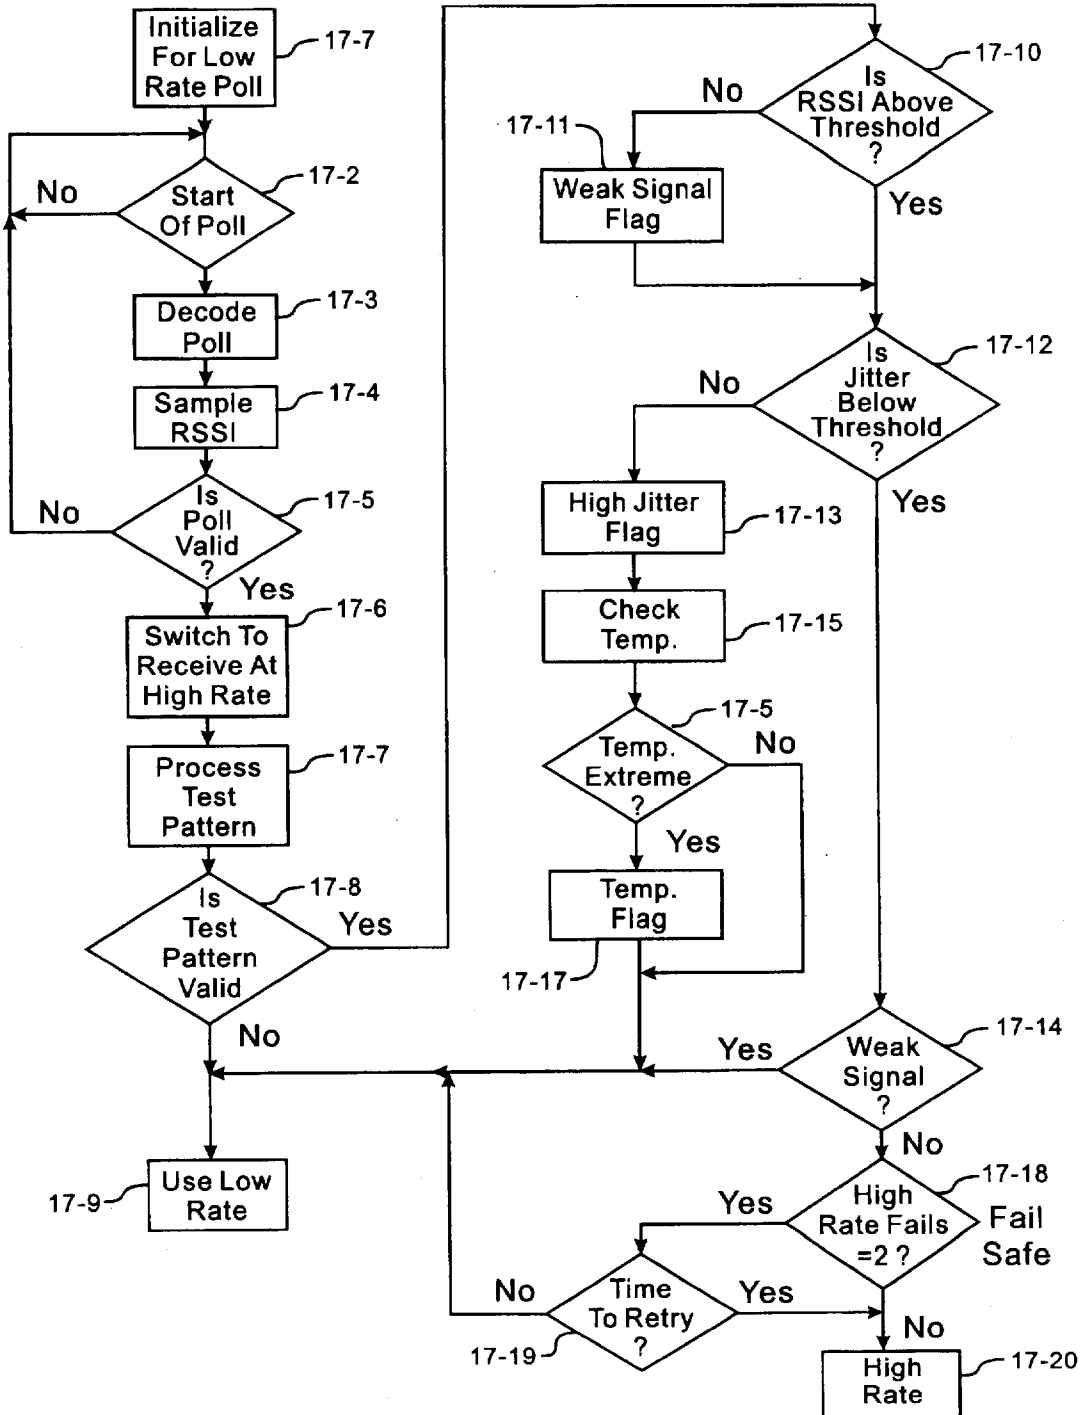 Initialize
For Low
Rate Poll
17-7
No
Start
Of Poll
17-2
Decode
Poll
17-3
Sample
RSSI
17-4
No
Is
Poll
Valid
?
17-5
Yes
Switch To
Receive At
High Rate
17-6
Process
Test
Pattern
17-7
Is
Test
Pattern
Valid
17-8
Yes
No
Use Low
Rate
17-9
Is
RSSI Above
Threshold
?
17-10
No
Yes
17-11
Weak Signal
Flag
Is
Jitter
Below
Threshold
?
17-12
No
Yes
High Jitter
Flag
17-13
Check
Temp.
17-15
Temp.
Extreme
?
17-5
No
Yes
Temp.
Flag
17-17
Weak
Signal
?
17-14
Yes
No
High
Rate Fails
=2 ?
17-18
Fail
Safe
Yes
Time
To Retry
?
17-19
No
Yes
No
High
Rate
17-20